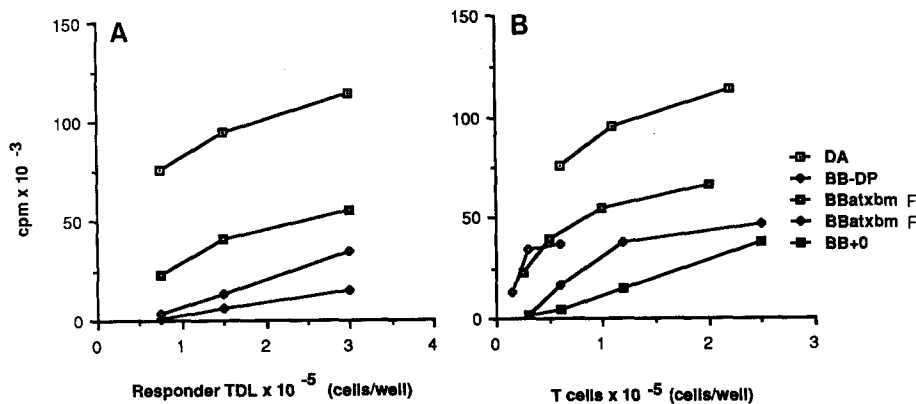 A
B
150
100
50
0
cpm x 10 -3
0 1 2 3 4
Responder TDL x 10 -5 (cells/well)
150
100
50
0
0 1 2 3
T cells x 10 -5 (cells/well)
DA
BB-DP
BBatxbm F
BBatxbm F
BB+0